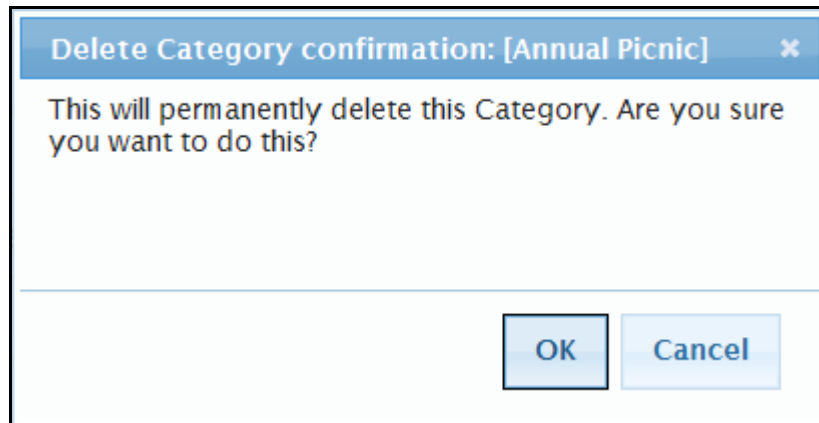 Delete Category confirmation: [Annual Picnic]
This will permanently delete this Category. Are you sure
you want to do this?
OK Cancel